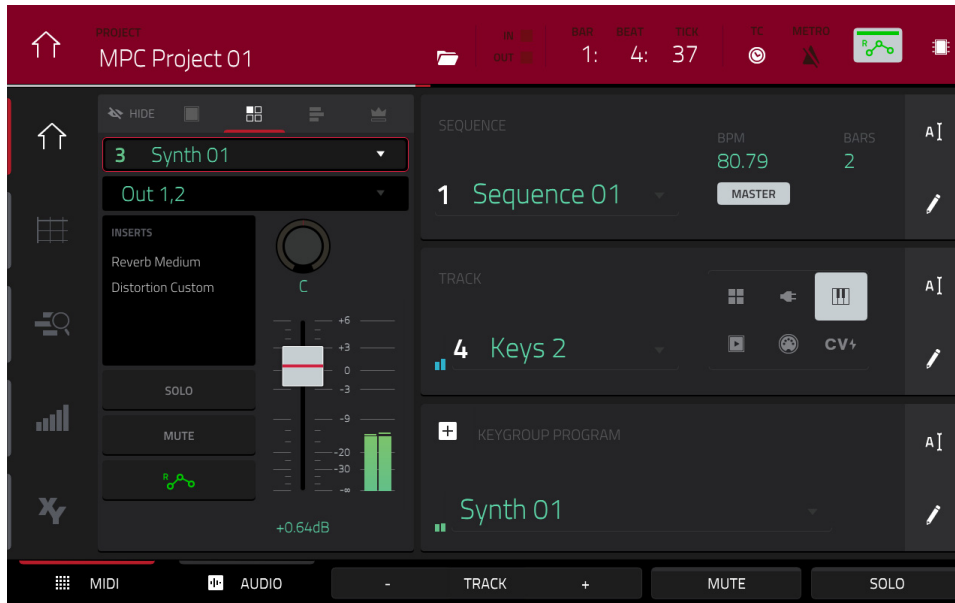 PROJECT
MPC Project 01
IN
OUT
BAR BEAT TICK
1: 4: 37
TE
METRO
R
HIDE
3 Synth 01
Out 1,2
INSERTS
Reverb Medium
Distortion Custom
C
+6
+3
0
-3
-9
-20
-30
-∞
SOLO
MUTE
R
+0.64dB
SEQUENCE
1 Sequence 01
BPM
80.79
BARS
2
MASTER
A
TRACK
4 Keys 2
CV
A
KEYGROUP PROGRAM
Synth 01
A
XY
MIDI
AUDIO
- TRACK +
MUTE
SOLO